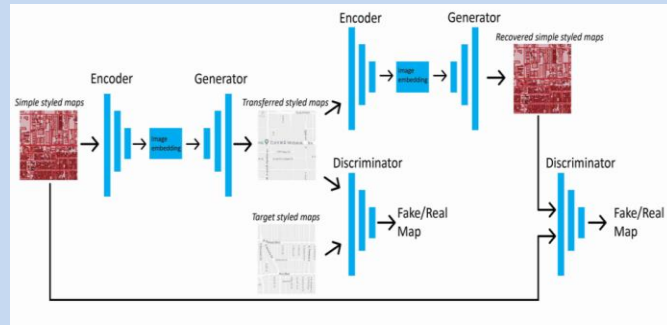 Encoder
Generator
Recovered simple styled maps
Image
embedding
Encoder
Generator
Simple styled maps
Transferred styled maps
Image
embedding
Discriminator
Discriminator
Fake/Real
Map
Fake/Real
Map
Target styled maps